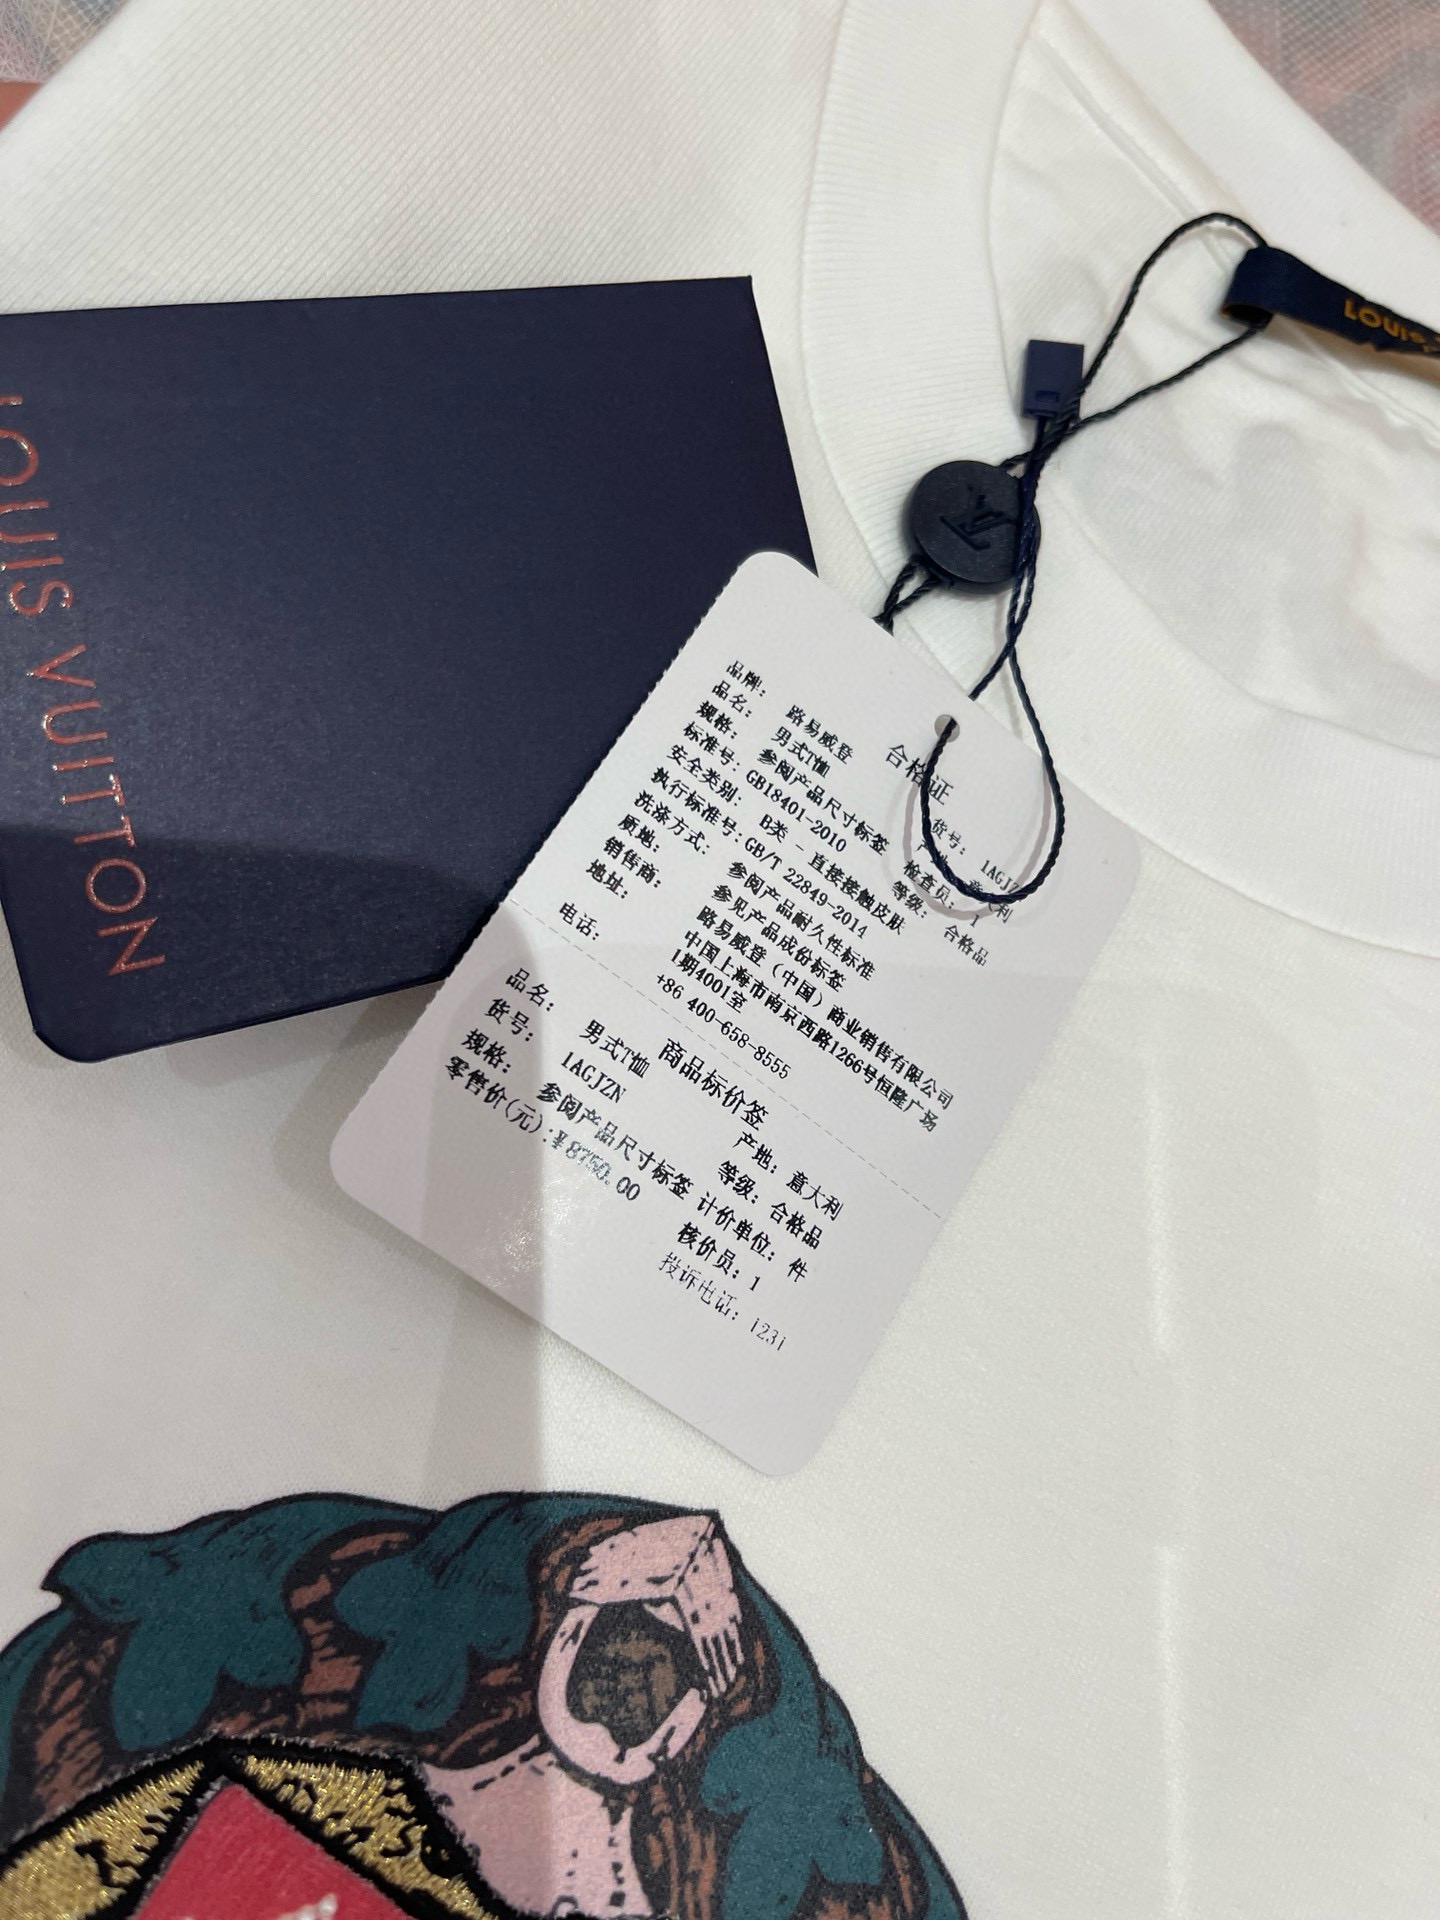 LOUIS VUITTON
合格证
品牌: 路易威登
品名: 男式T恤 货号: 1AGJZ
规格: 参阅产品尺寸标签 意大利
标准号: GB18401-2010 检查员: 1
安全类别: B类 - 直接接触皮肤 等级: 合格品
执行标准号: GB/T 22849-2014
洗涤方式: 参阅产品耐久性标准
质地: 参见产品成份标签
销售商: 路易威登（中国）商业销售有限公司
地址: 中国上海市南京西路1266号恒隆广场
1期4001室
电话: +86 400-658-8555
商品标价签
品名: 男式T恤 产地: 意大利
货号: 1AGJZN 等级: 合格品
规格: 参阅产品尺寸标签 计价单位: 件
零售价(元):¥8750.00 核价员: 1
投诉电话: 1231